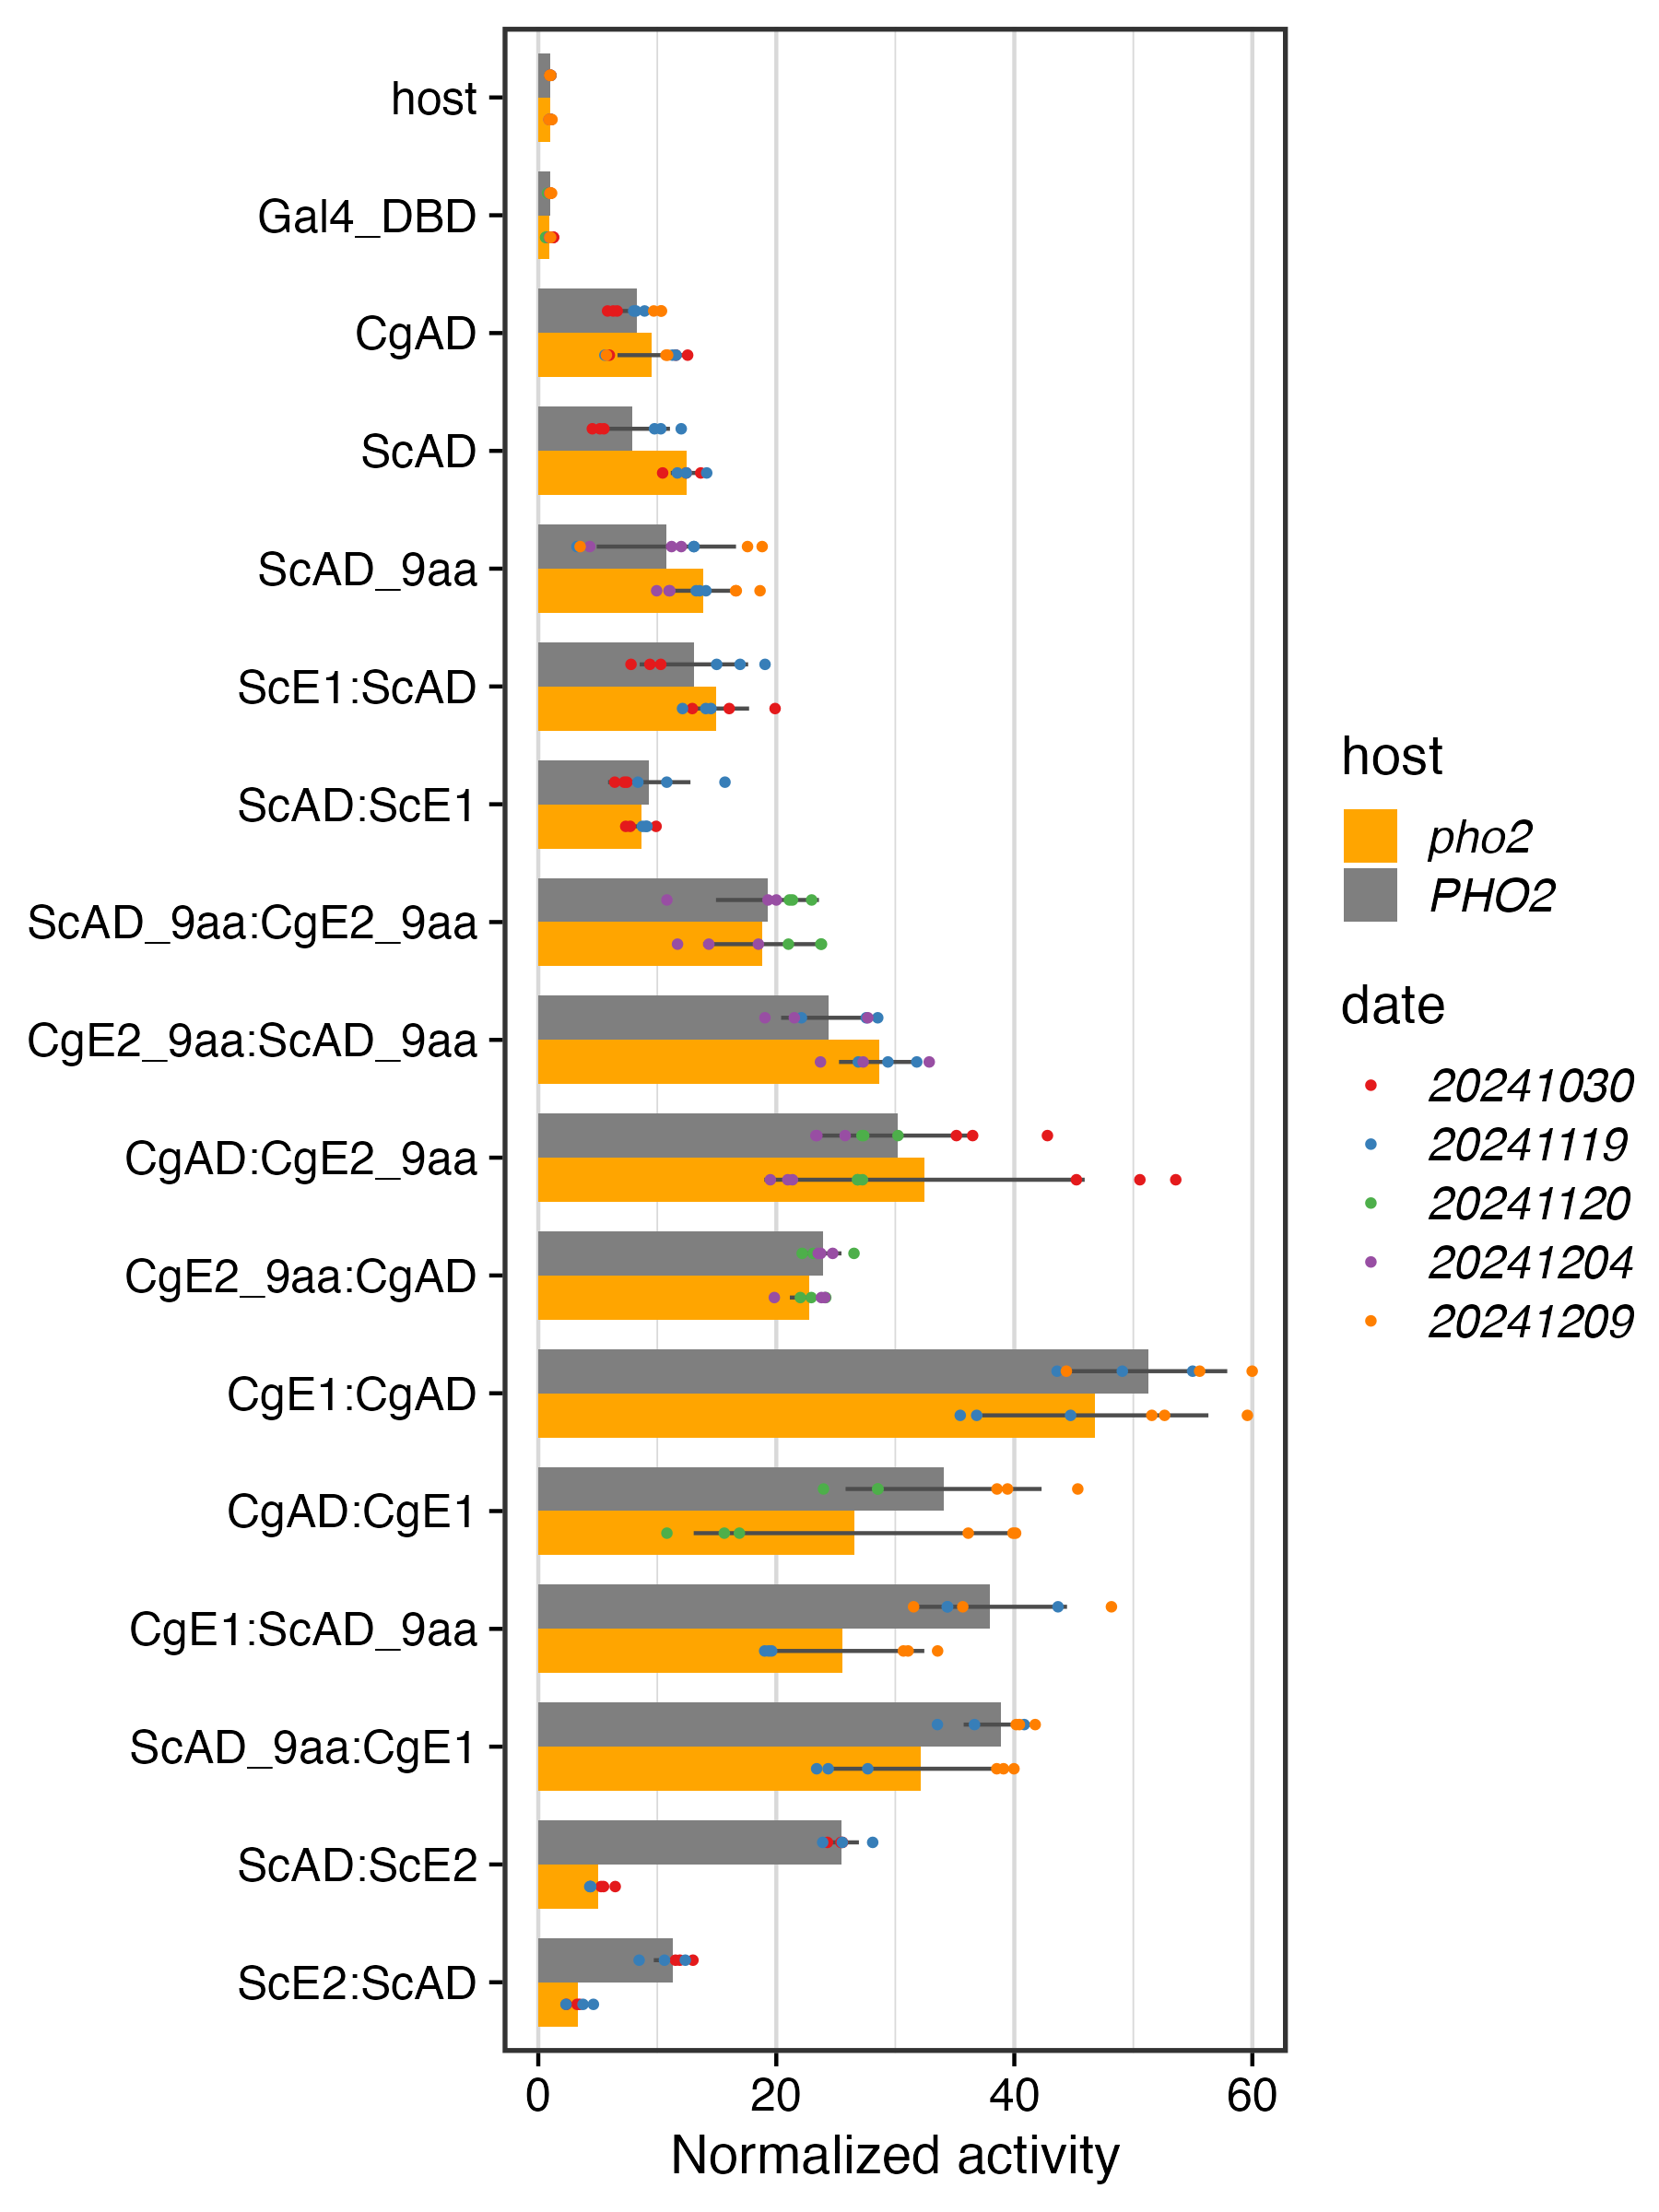 host
Gal4_DBD
CgAD
ScAD
ScAD_9aa
ScE1:ScAD
ScAD:ScE1
ScAD_9aa:CgE2_9aa
CgE2_9aa:ScAD_9aa
CgAD:CgE2_9aa
CgE2_9aa:CgAD
CgE1:CgAD
CgAD:CgE1
CgE1:ScAD_9aa
ScAD_9aa:CgE1
ScAD:ScE2
ScE2:ScAD
0 20 40 60
Normalized activity
host
pho2
PHO2
date
20241030
20241119
20241120
20241204
20241209